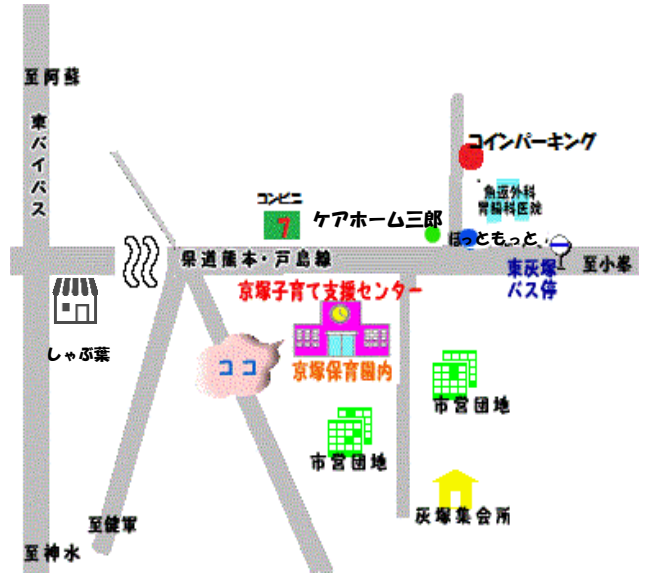 至阿蘇
東バイパス
コインパーキング
魚返外科
胃腸科医院
コンビニ
7
ケアホーム三郎
ほっともっと
県道熊本・戸島線
東灰塚
バス停
至小峯
京塚子育て支援センター
しゃぶ葉
ココ
京塚保育園内
市営団地
市営団地
灰塚集会所
至健軍
至神水